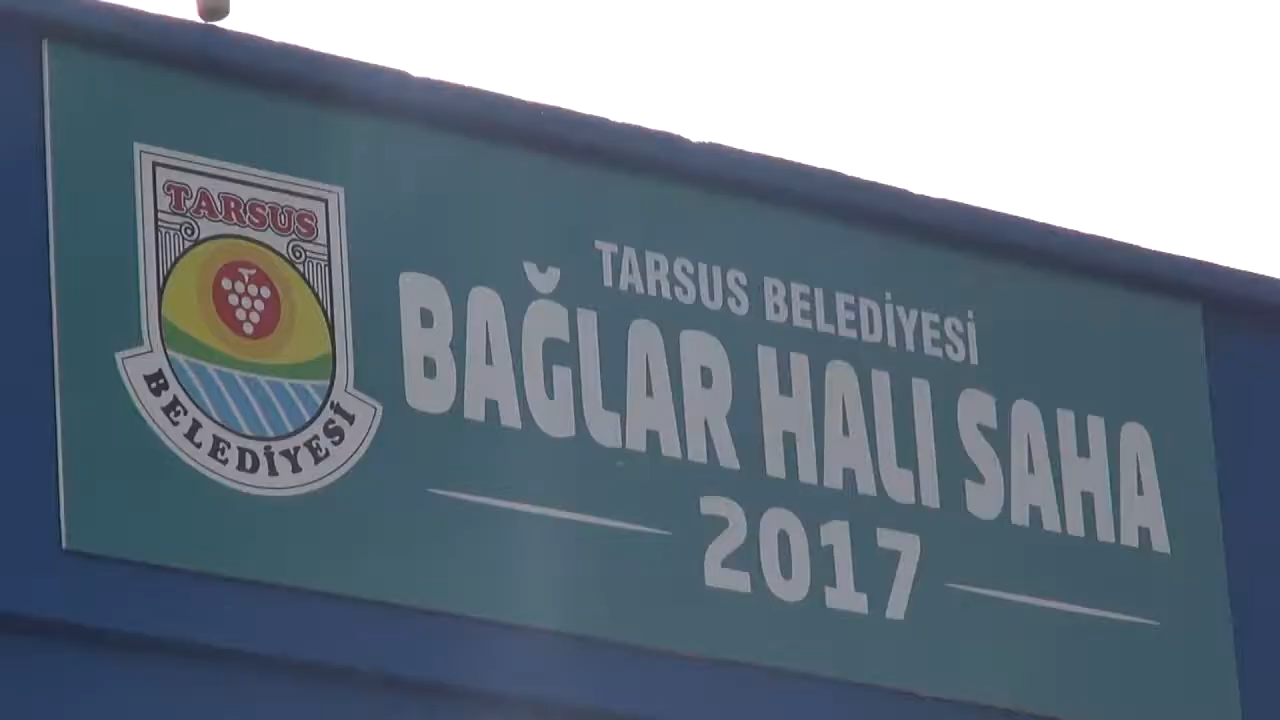 TARSUS
BELEDİYESİ
TARSUS BELEDİYESİ
BAĞLAR HALI SAHA
2017